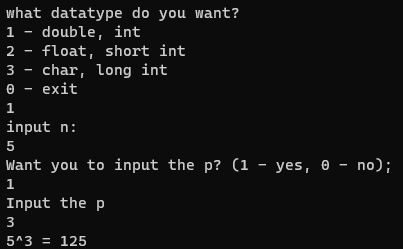 what datatype do you want?
1 - double, int
2 - float, short int
3 - char, long int
0 - exit
1
input n:
5
Want you to input the p? (1 - yes, 0 - no);
1
Input the p
3
5^3 = 125